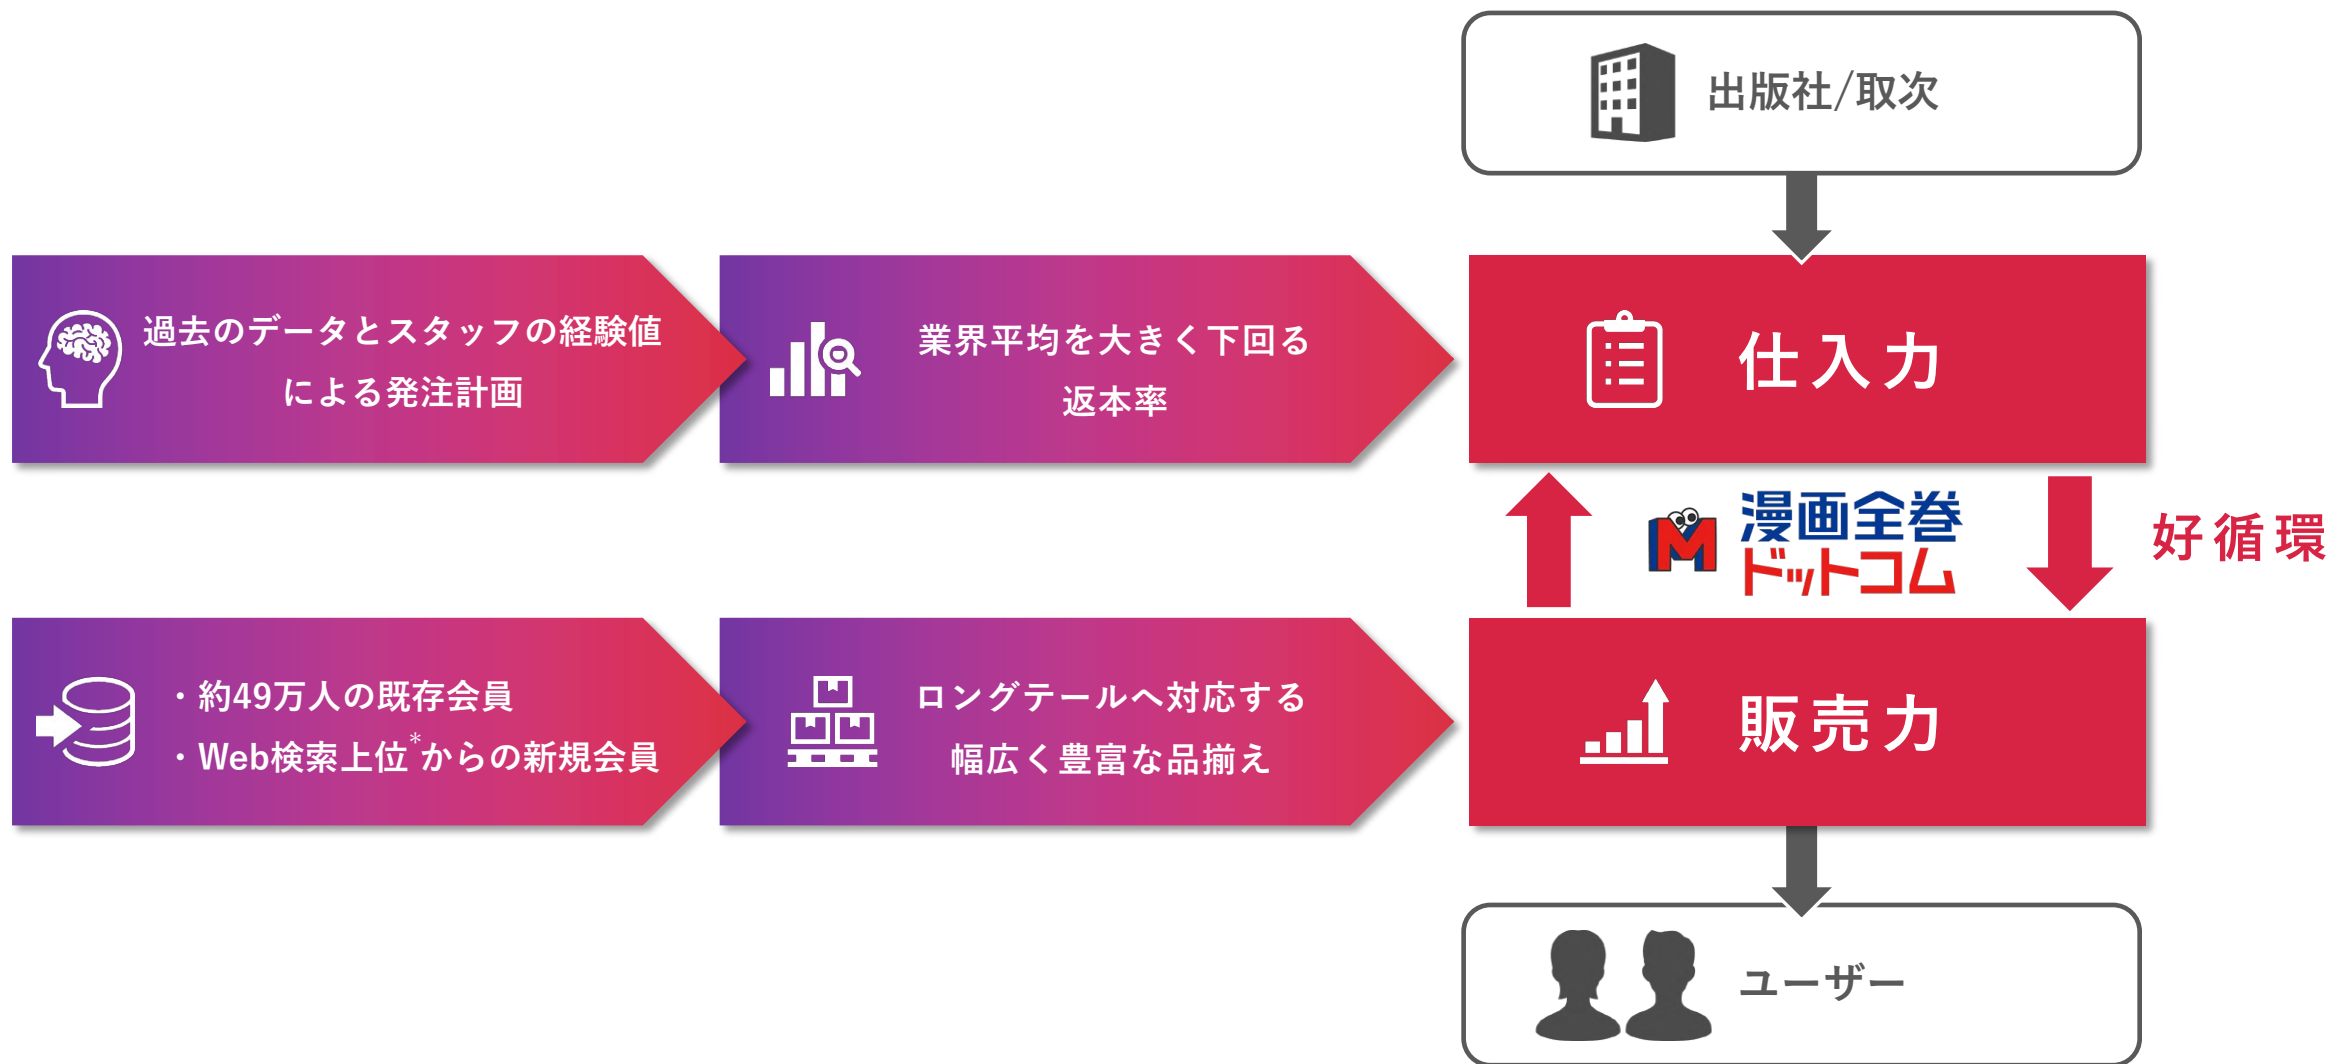 出版社/取次
過去のデータとスタッフの経験値
による発注計画
業界平均を大きく下回る
返本率
仕入力
漫画全巻
ドットコム
好循環
・約49万人の既存会員
・Web検索上位*からの新規会員
ロングテールへ対応する
幅広く豊富な品揃え
販売力
ユーザー